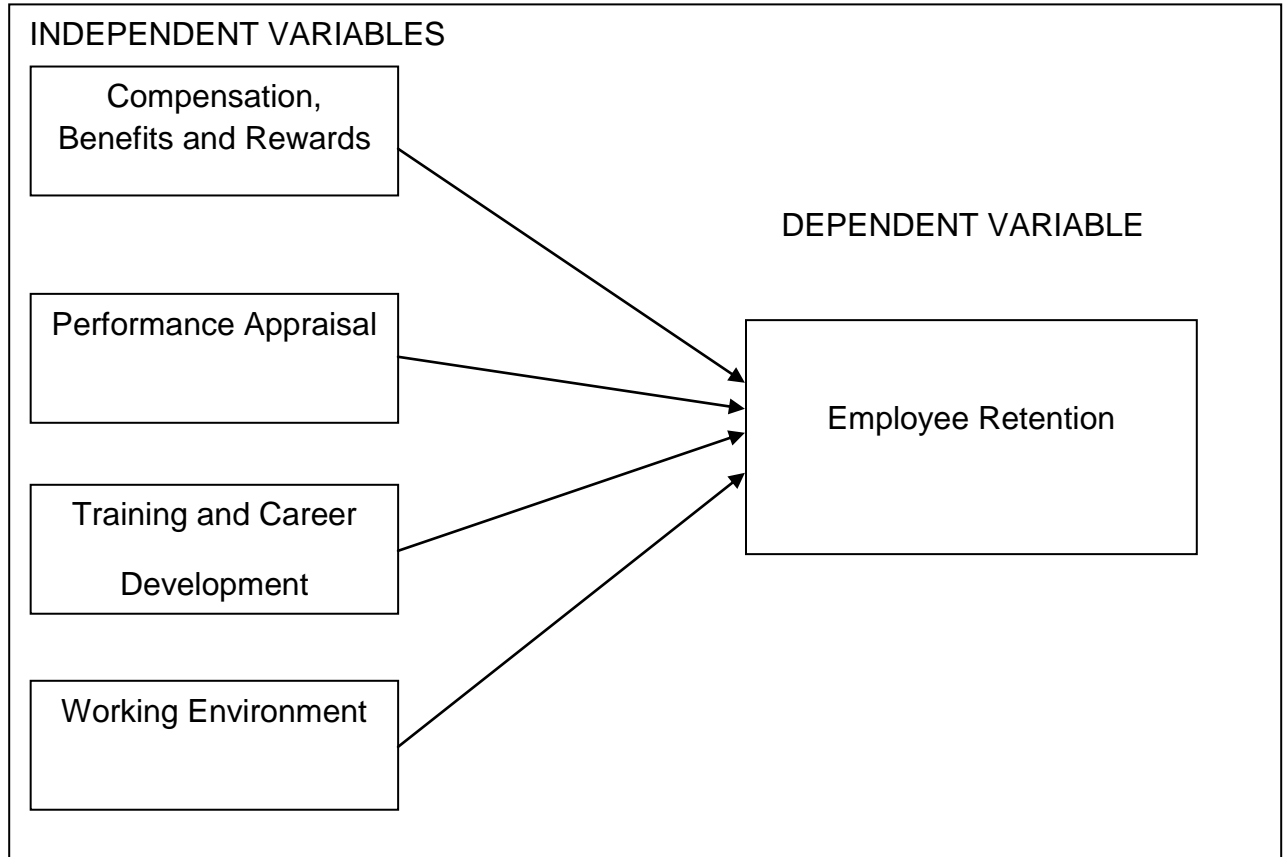 INDEPENDENT VARIABLES
Compensation,
Benefits and Rewards
DEPENDENT VARIABLE
Performance Appraisal
Employee Retention
Training and Career
Development
Working Environment